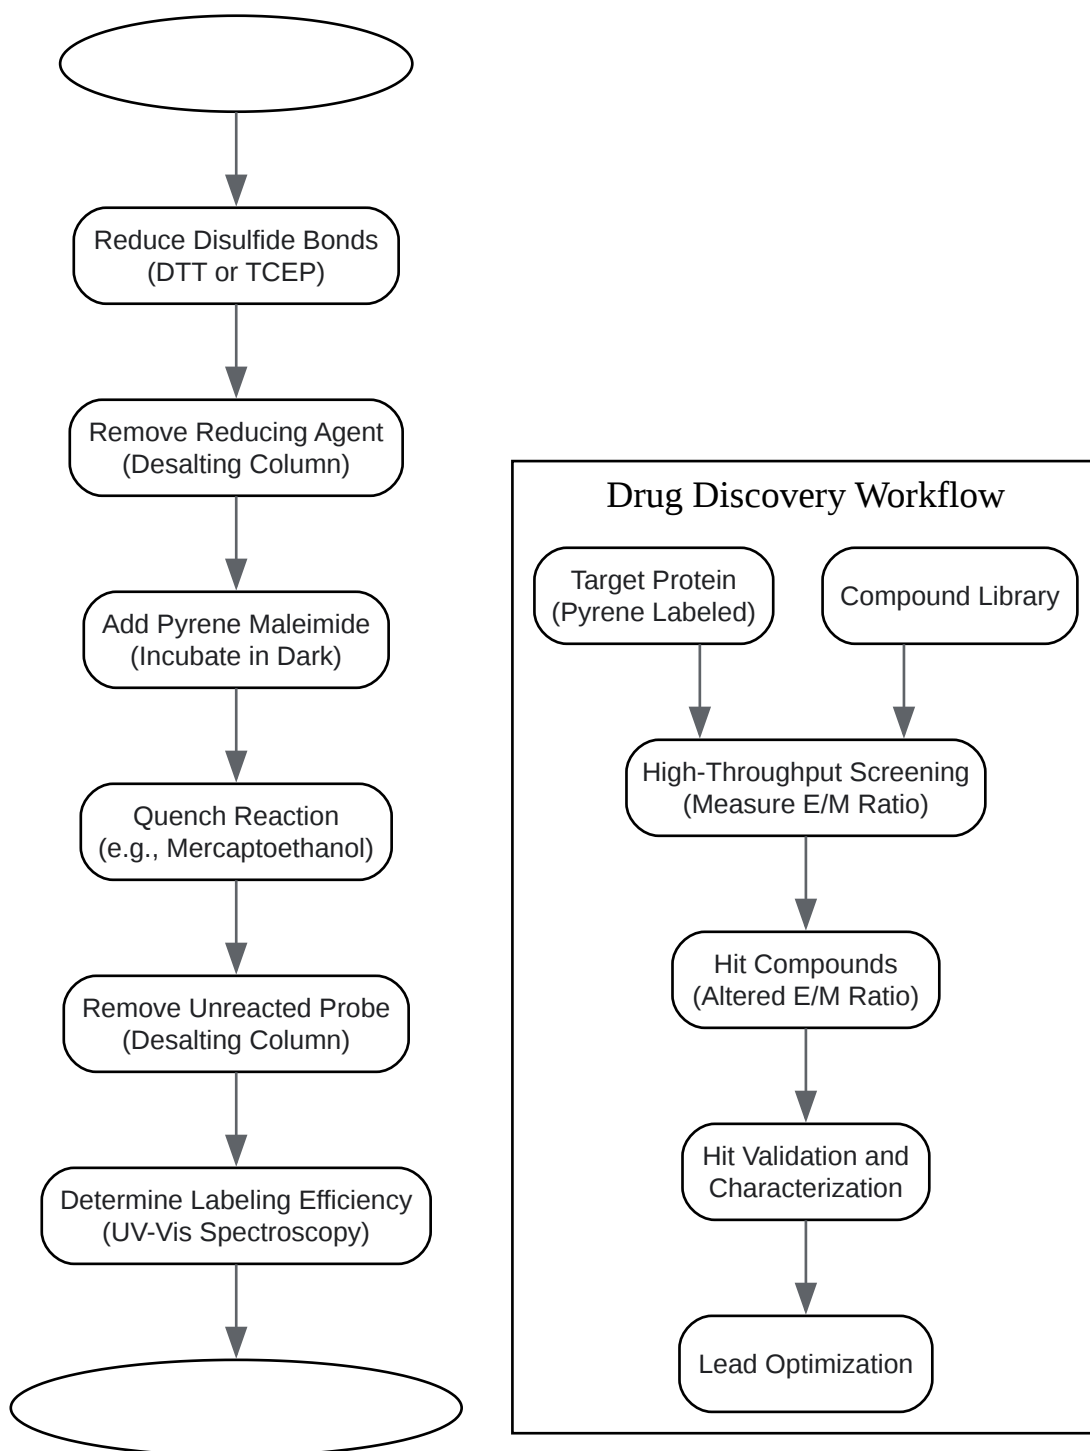 Reduce Disulfide Bonds
(DTT or TCEP)
Remove Reducing Agent
(Desalting Column)
Add Pyrene Maleimide
(Incubate in Dark)
Quench Reaction
(e.g., Mercaptoethanol)
Remove Unreacted Probe
(Desalting Column)
Determine Labeling Efficiency
(UV-Vis Spectroscopy)
Drug Discovery Workflow
Target Protein
(Pyrene Labeled)
Compound Library
High-Throughput Screening
(Measure E/M Ratio)
Hit Compounds
(Altered E/M Ratio)
Hit Validation and
Characterization
Lead Optimization